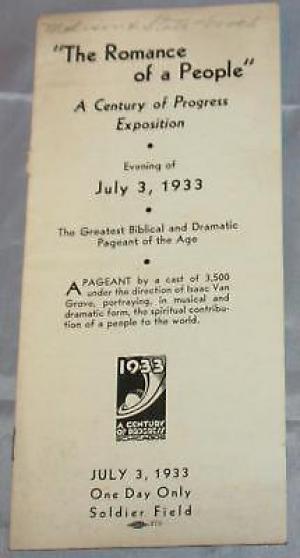 "The Romance
of a People"
A Century of Progress
Exposition
Evening of
July 3, 1933
The Greatest Biblical and Dramatic
Pageant of the Age
A PAGEANT by a cast of 3,500
under the direction of Isaac Van
Grove, portraying, in musical and
dramatic form, the spiritual contribu-
tion of a people to the world.
1933
A CENTURY
OF PROGRESS
JULY 3, 1933
One Day Only
Soldier Field